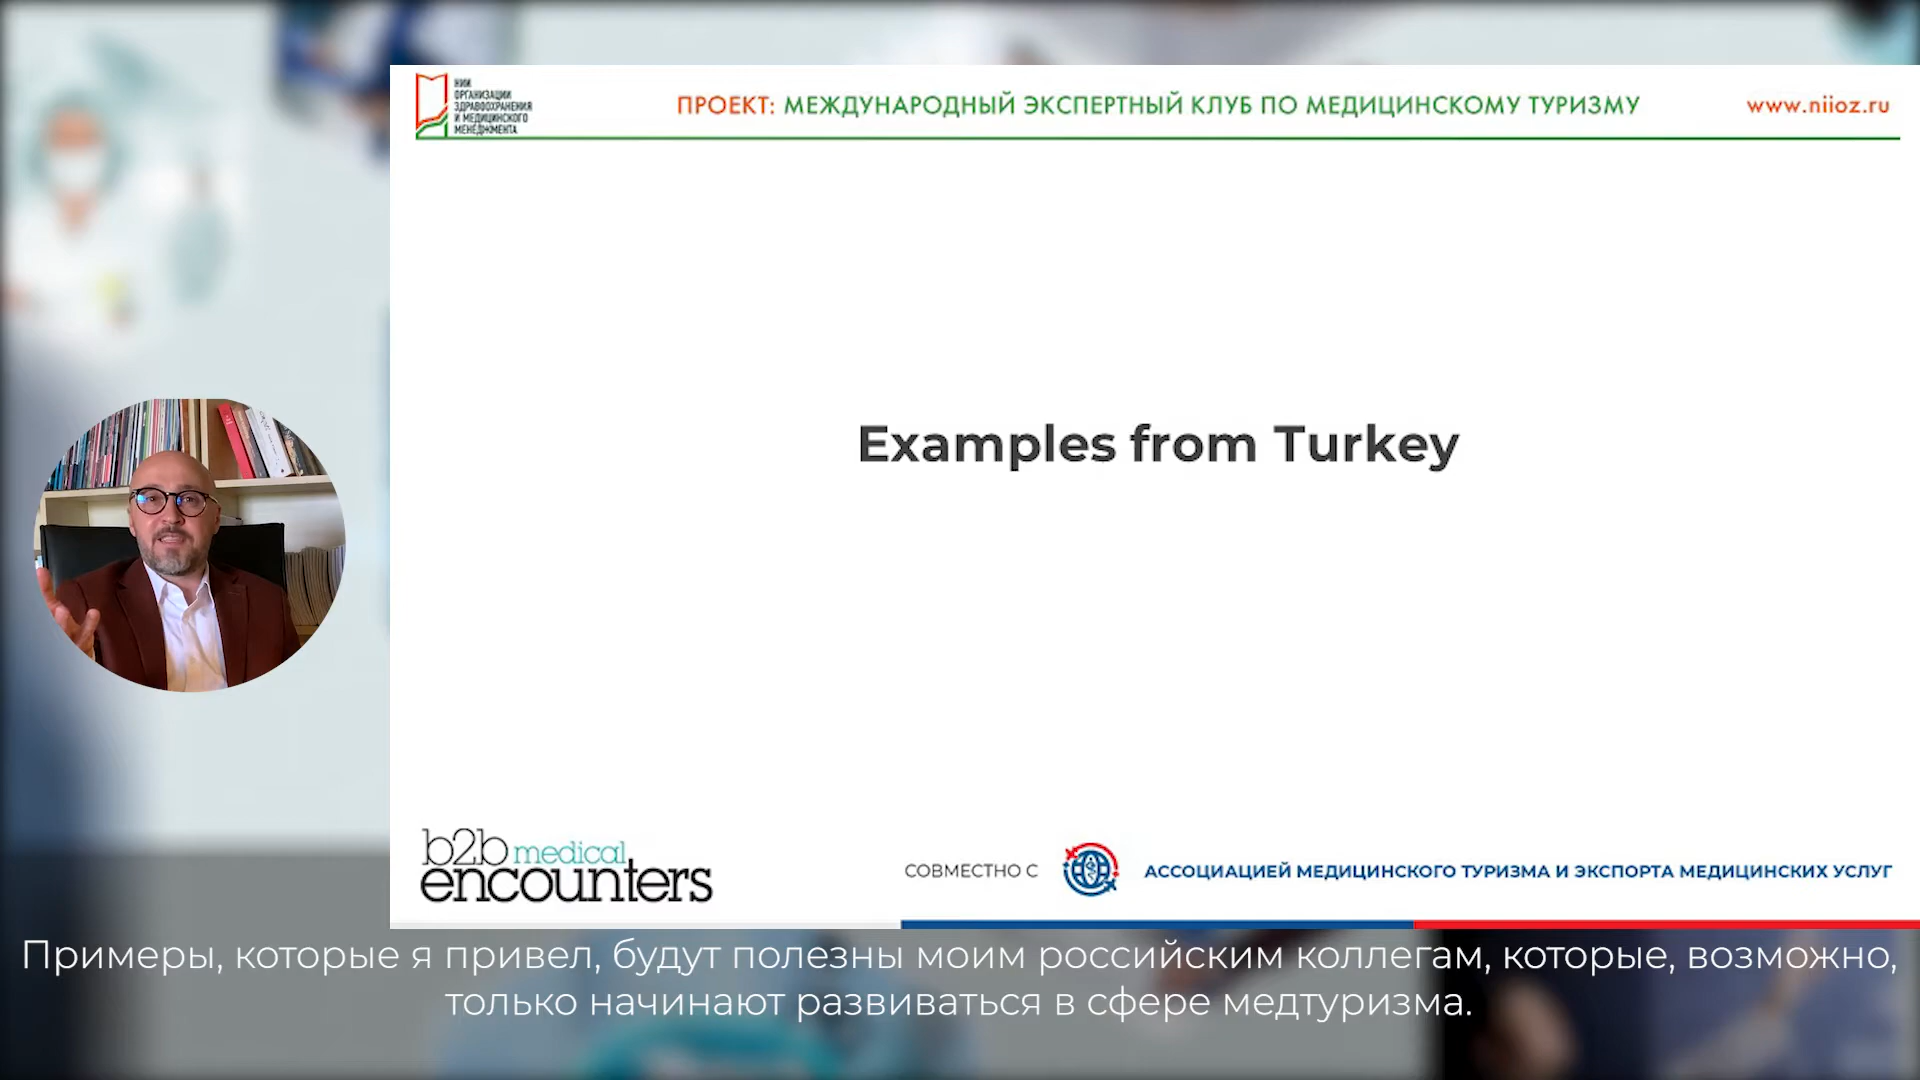 НИИ
ОРГАНИЗАЦИИ
ЗДРАВООХРАНЕНИЯ
И МЕДИЦИНСКОГО
МЕНЕДЖМЕНТА
ПРОЕКТ: МЕЖДУНАРОДНЫЙ ЭКСПЕРТНЫЙ КЛУБ ПО МЕДИЦИНСКОМУ ТУРИЗМУ
www.niioz.ru
Examples from Turkey
b2b medical
encounters
СОВМЕСТНО С
АССОЦИАЦИЕЙ МЕДИЦИНСКОГО ТУРИЗМА И ЭКСПОРТА МЕДИЦИНСКИХ УСЛУГ
Примеры, которые я привел, будут полезны моим российским коллегам, которые, возможно,
только начинают развиваться в сфере медтуризма.